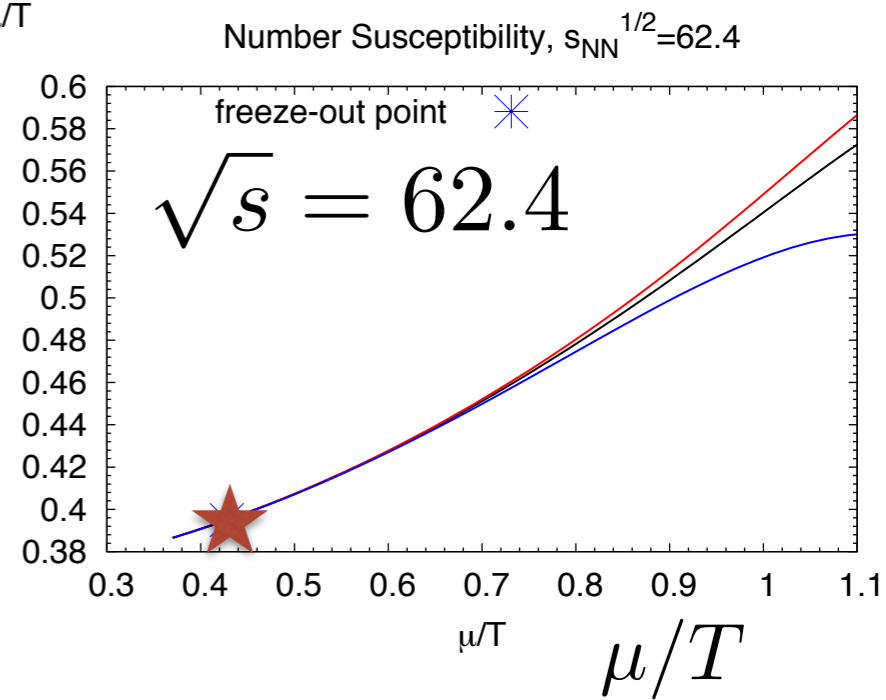 /T
Number Susceptibility, s_NN^1/2=62.4
0.6
freeze-out point
0.58
√s = 62.4
0.56
0.54
0.52
0.5
0.48
0.46
0.44
0.42
0.4
0.38
0.3 0.4 0.5 0.6 0.7 0.8 0.9 1 1.1
μ/T
μ/T